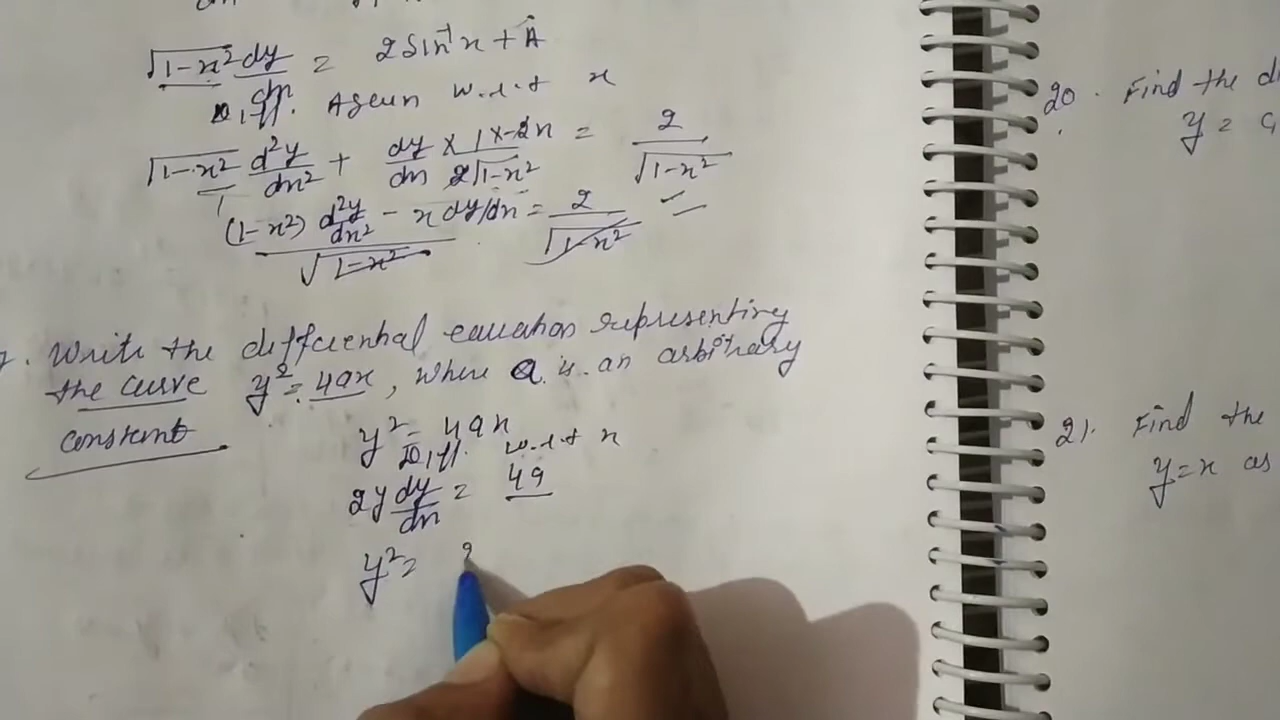 √1-x² dy/dx = 2 Sin⁻¹x + A
Diff. Again w.r.t x
√1-x² d²y/dx² + dy/dx × 1×-2x/2√1-x² = 2/√1-x²
(1-x²) d²y/dx² - x dy/dx / √1-x² = 2/√1-x²
Write the differential equation representing
the curve y² = 4ax, where a is an arbitrary
constant
y² = 4ax
Diff. w.r.t x
2y dy/dx = 4a
y² = 2
20. Find the
y =
21. Find the
y=x as